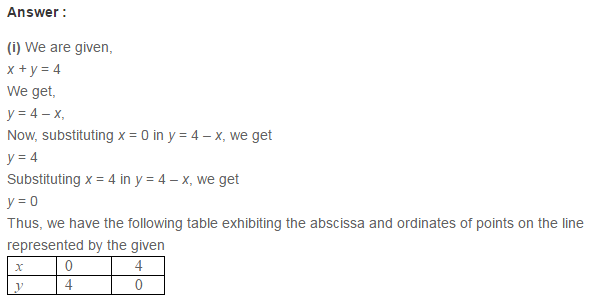 Answer :
(i) We are given,
x + y = 4
We get,
y = 4 – x,
Now, substituting x = 0 in y = 4 – x, we get
y = 4
Substituting x = 4 in y = 4 – x, we get
y = 0
Thus, we have the following table exhibiting the abscissa and ordinates of points on the line
represented by the given
x 0 4
y 4 0